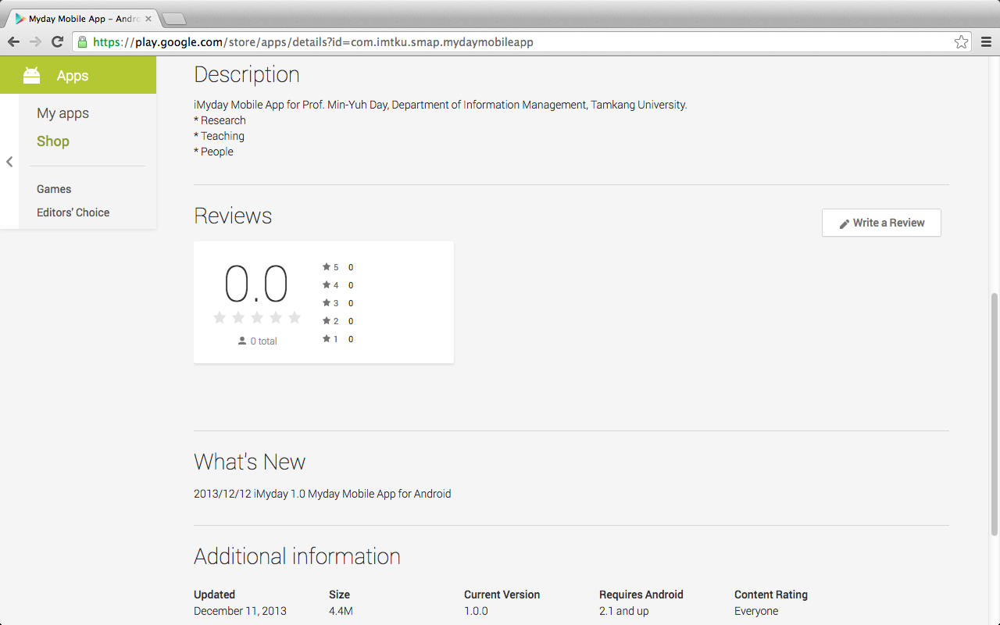 Myday Mobile App – Andro
https://play.google.com/store/apps/details?id=com.imtku.smap.mydaymobileapp
Apps
My apps
Shop
Games
Editors' Choice
Description
iMyday Mobile App for Prof. Min-Yuh Day, Department of Information Management, Tamkang University.
* Research
* Teaching
* People
Reviews
Write a Review
0.0
0 total
5 0
4 0
3 0
2 0
1 0
What's New
2013/12/12 iMyday 1.0 Myday Mobile App for Android
Additional information
Updated Size Current Version Requires Android Content Rating
December 11, 2013 4.4M 1.0.0 2.1 and up Everyone